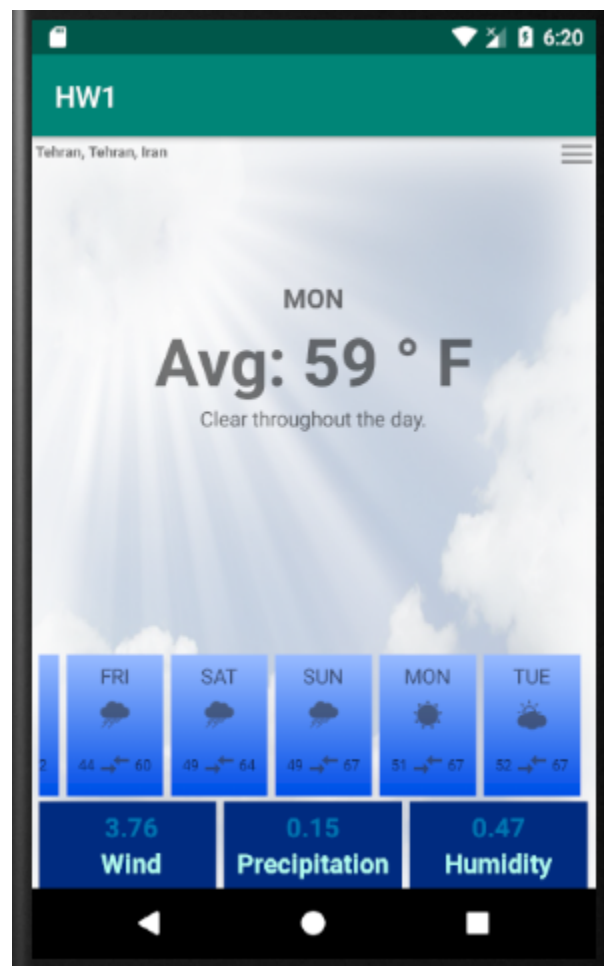 6:20
HW1
Tehran, Tehran, Iran
MON
Avg: 59 ° F
Clear throughout the day.
FRI SAT SUN MON TUE
2 44 60 49 64 49 67 51 67 52 67
3.76 0.15 0.47
Wind Precipitation Humidity